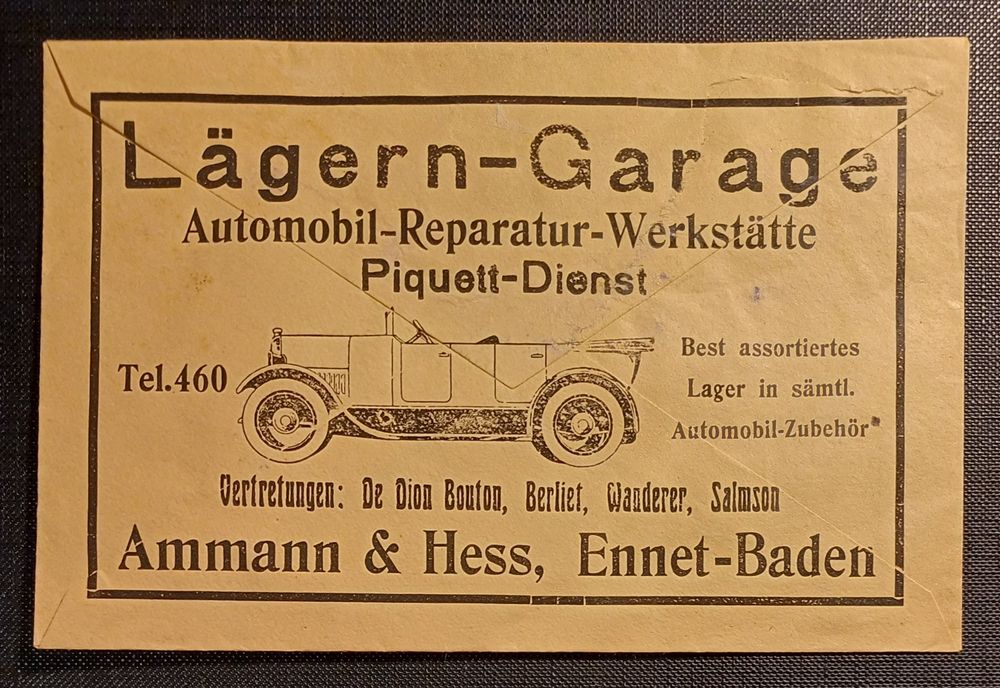 Lägern-Garage
Automobil-Reparatur-Werkstätte
Piquett-Dienst
Tel.460
Best assortiertes
Lager in sämtl.
Automobil-Zubehör
Vertretungen: De Dion Bouton, Berliet, Wanderer, Salmson
Ammann & Hess, Ennet-Baden